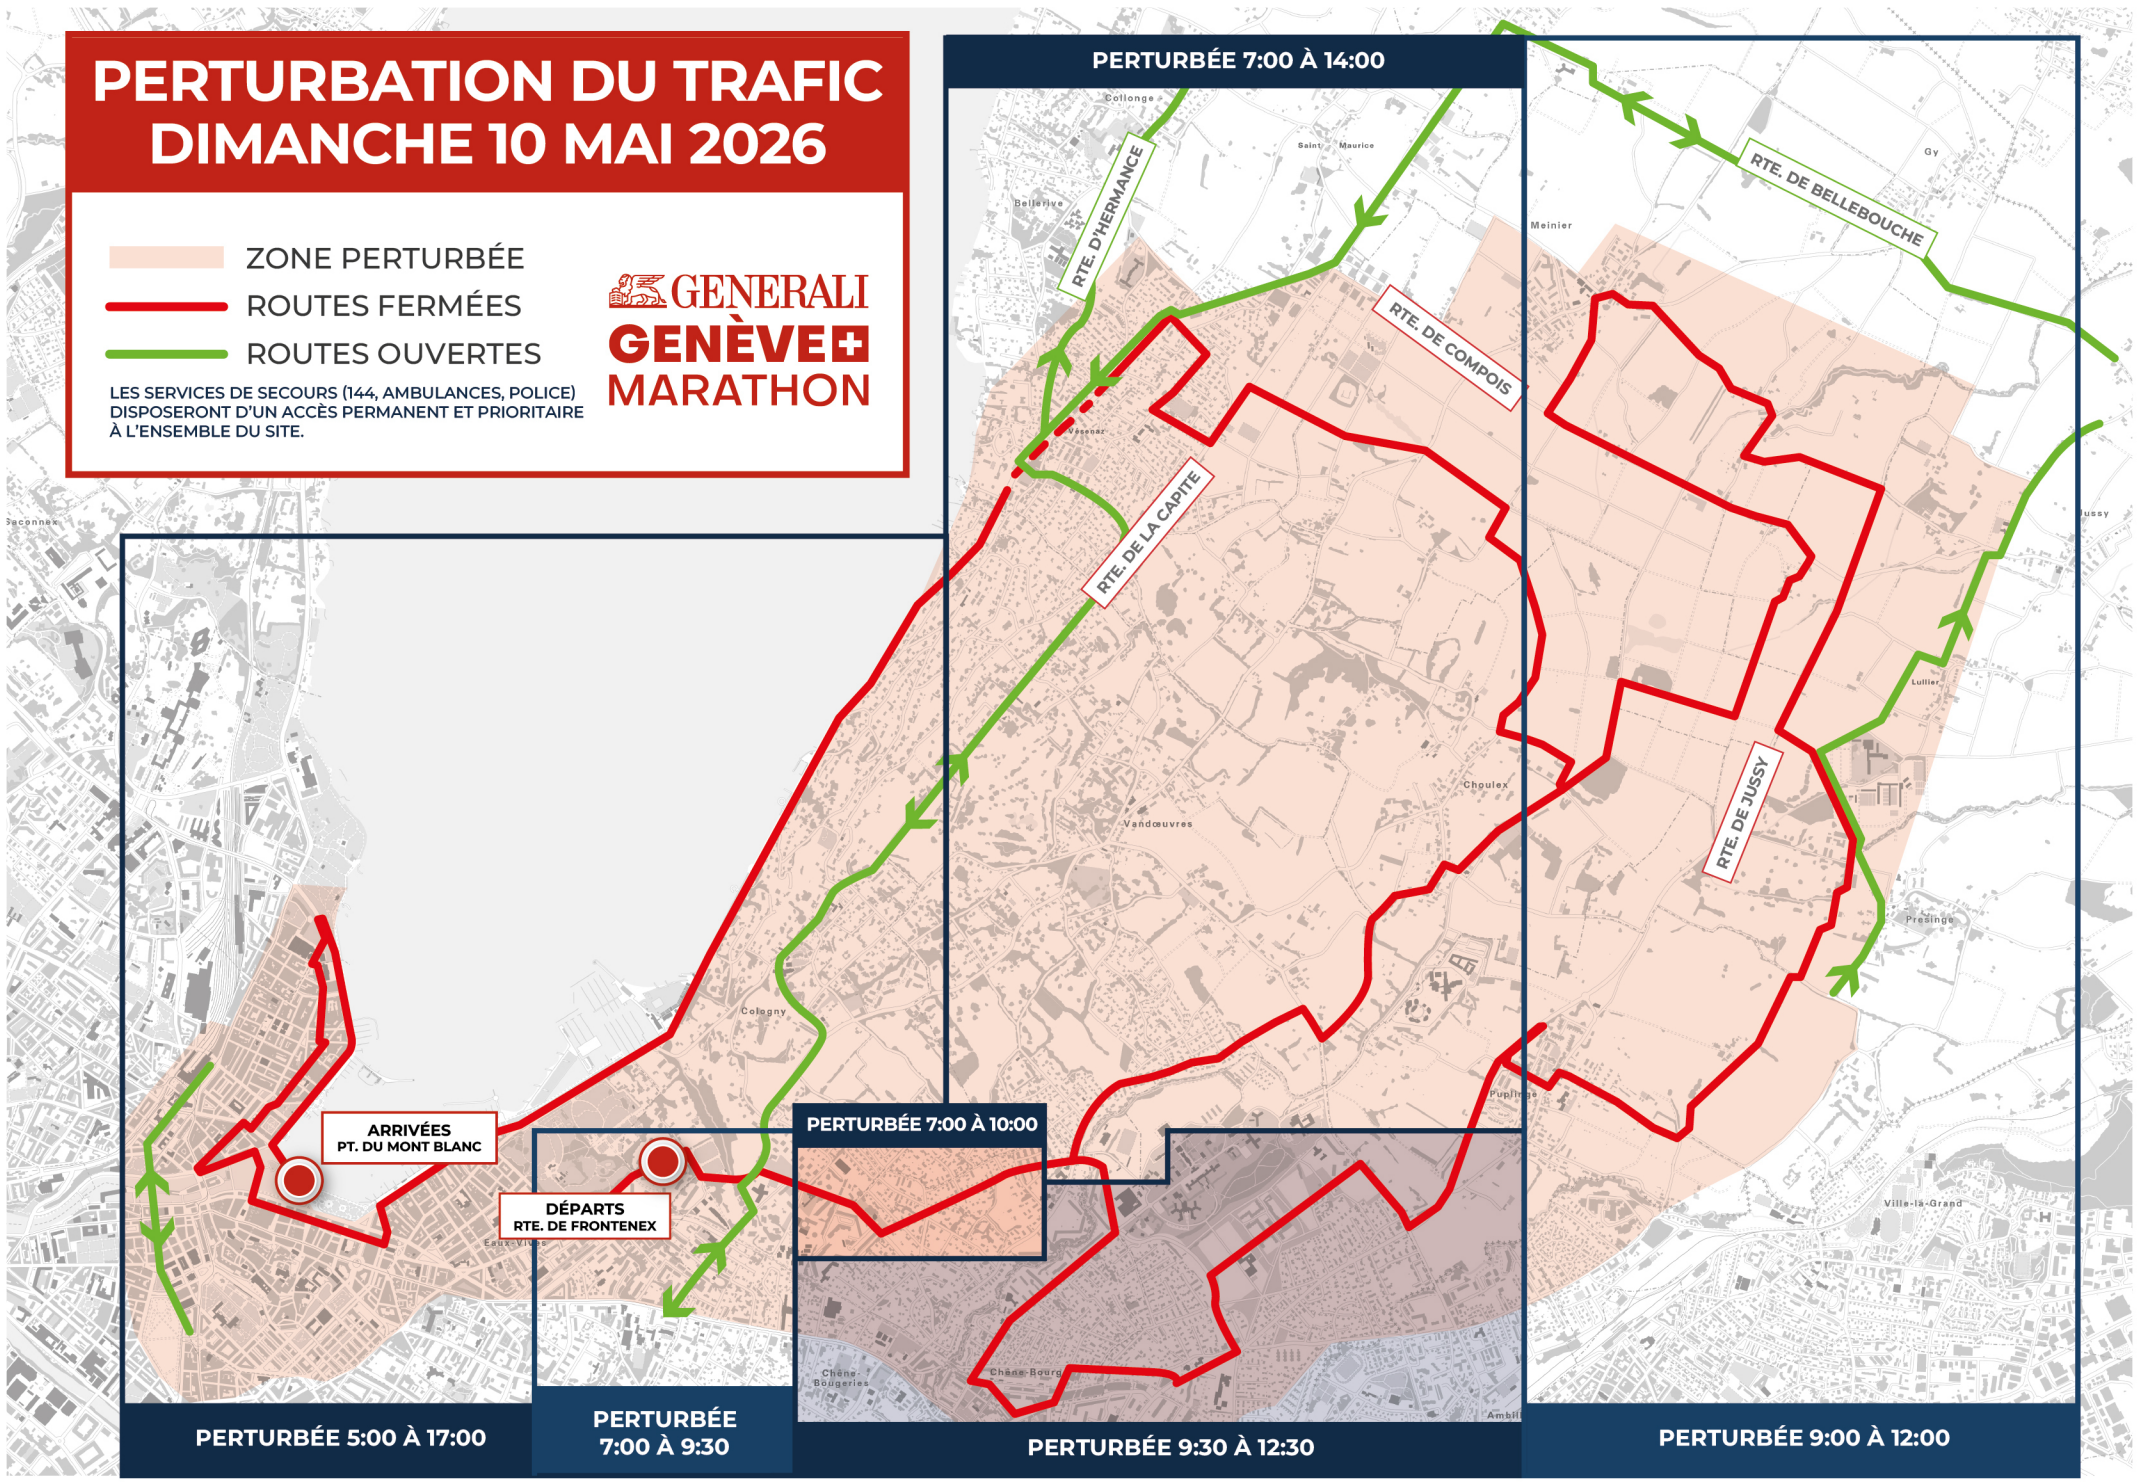 PERTURBATION DU TRAFIC
DIMANCHE 10 MAI 2026
ZONE PERTURBÉE
ROUTES FERMÉES
ROUTES OUVERTES
LES SERVICES DE SECOURS (144, AMBULANCES, POLICE)
DISPOSERONT D'UN ACCÈS PERMANENT ET PRIORITAIRE
À L'ENSEMBLE DU SITE.
GENERALI
GENÈVE
MARATHON
PERTURBÉE 7:00 À 14:00
Collonge
Saint Maurice
Bellerive
RTE. D'HERMANCE
Meinier
Gy
RTE. DE BELLEBOUCHE
RTE. DE COMPOIS
Vésenaz
RTE. DE LA CAPITE
Saconnex
Jussy
Lullier
Choulex
Vandœuvres
RTE. DE JUSSY
Presinge
Cologny
Puplinge
ARRIVÉES
PT. DU MONT BLANC
PERTURBÉE 7:00 À 10:00
DÉPARTS
RTE. DE FRONTENEX
Eaux-Vives
Ville-la-Grand
Chêne-
Bougeries
Chêne-Bourg
Ambil
PERTURBÉE 5:00 À 17:00
PERTURBÉE
7:00 À 9:30
PERTURBÉE 9:30 À 12:30
PERTURBÉE 9:00 À 12:00